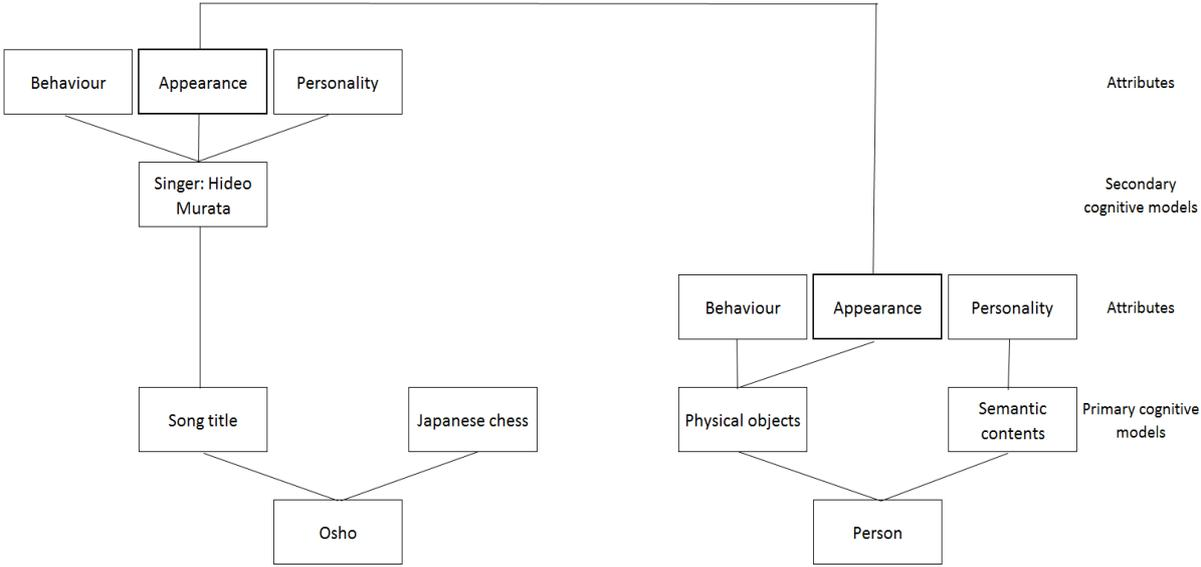 Behaviour
Appearance
Personality
Attributes
Singer: Hideo
Murata
Secondary
cognitive models
Behaviour
Appearance
Personality
Attributes
Song title
Japanese chess
Physical objects
Semantic
contents
Primary cognitive
models
Osho
Person